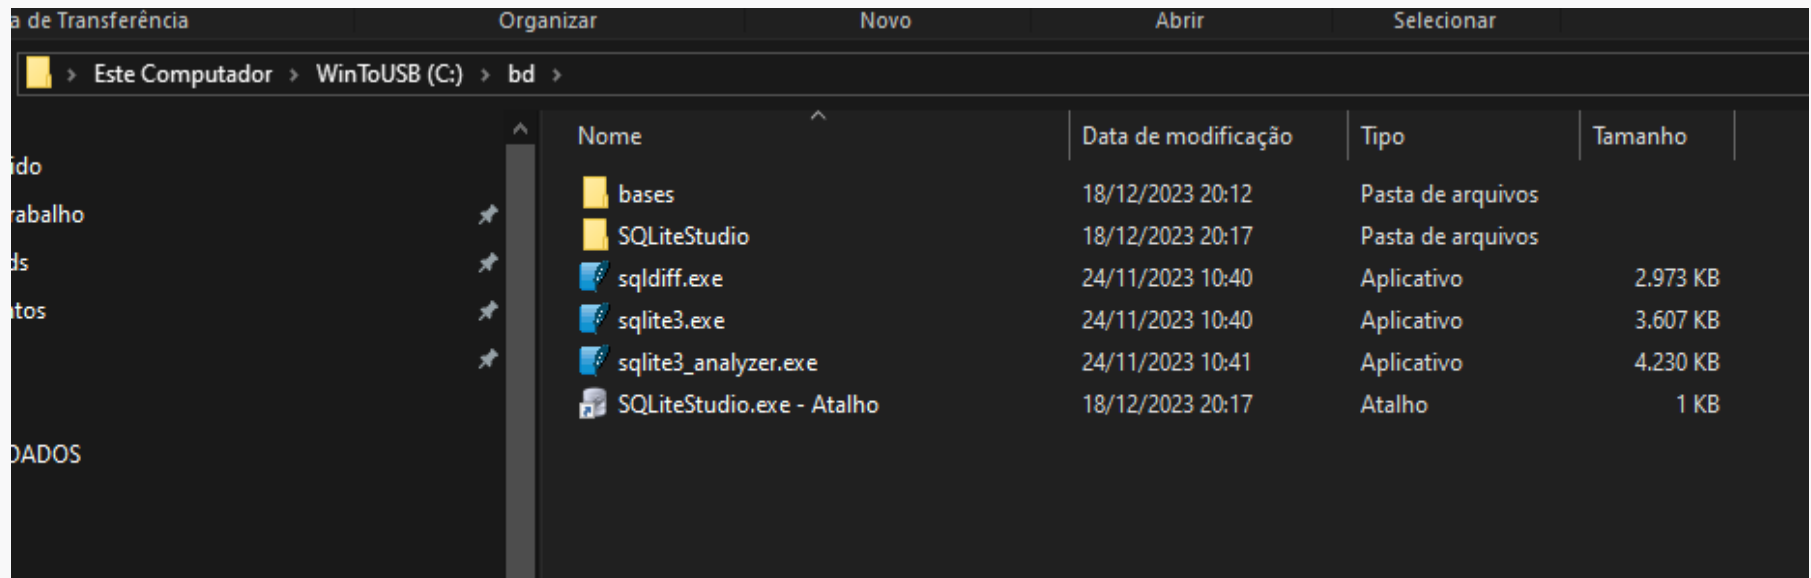 a de Transferência Organizar Novo Abrir Selecionar
Este Computador > WinToUSB (C:) > bd >
Nome Data de modificação Tipo Tamanho
ido
bases 18/12/2023 20:12 Pasta de arquivos
rabalho
SQLiteStudio 18/12/2023 20:17 Pasta de arquivos
ds
sqldiff.exe 24/11/2023 10:40 Aplicativo 2.973 KB
ntos
sqlite3.exe 24/11/2023 10:40 Aplicativo 3.607 KB
sqlite3_analyzer.exe 24/11/2023 10:41 Aplicativo 4.230 KB
SQLiteStudio.exe - Atalho 18/12/2023 20:17 Atalho 1 KB
DADOS